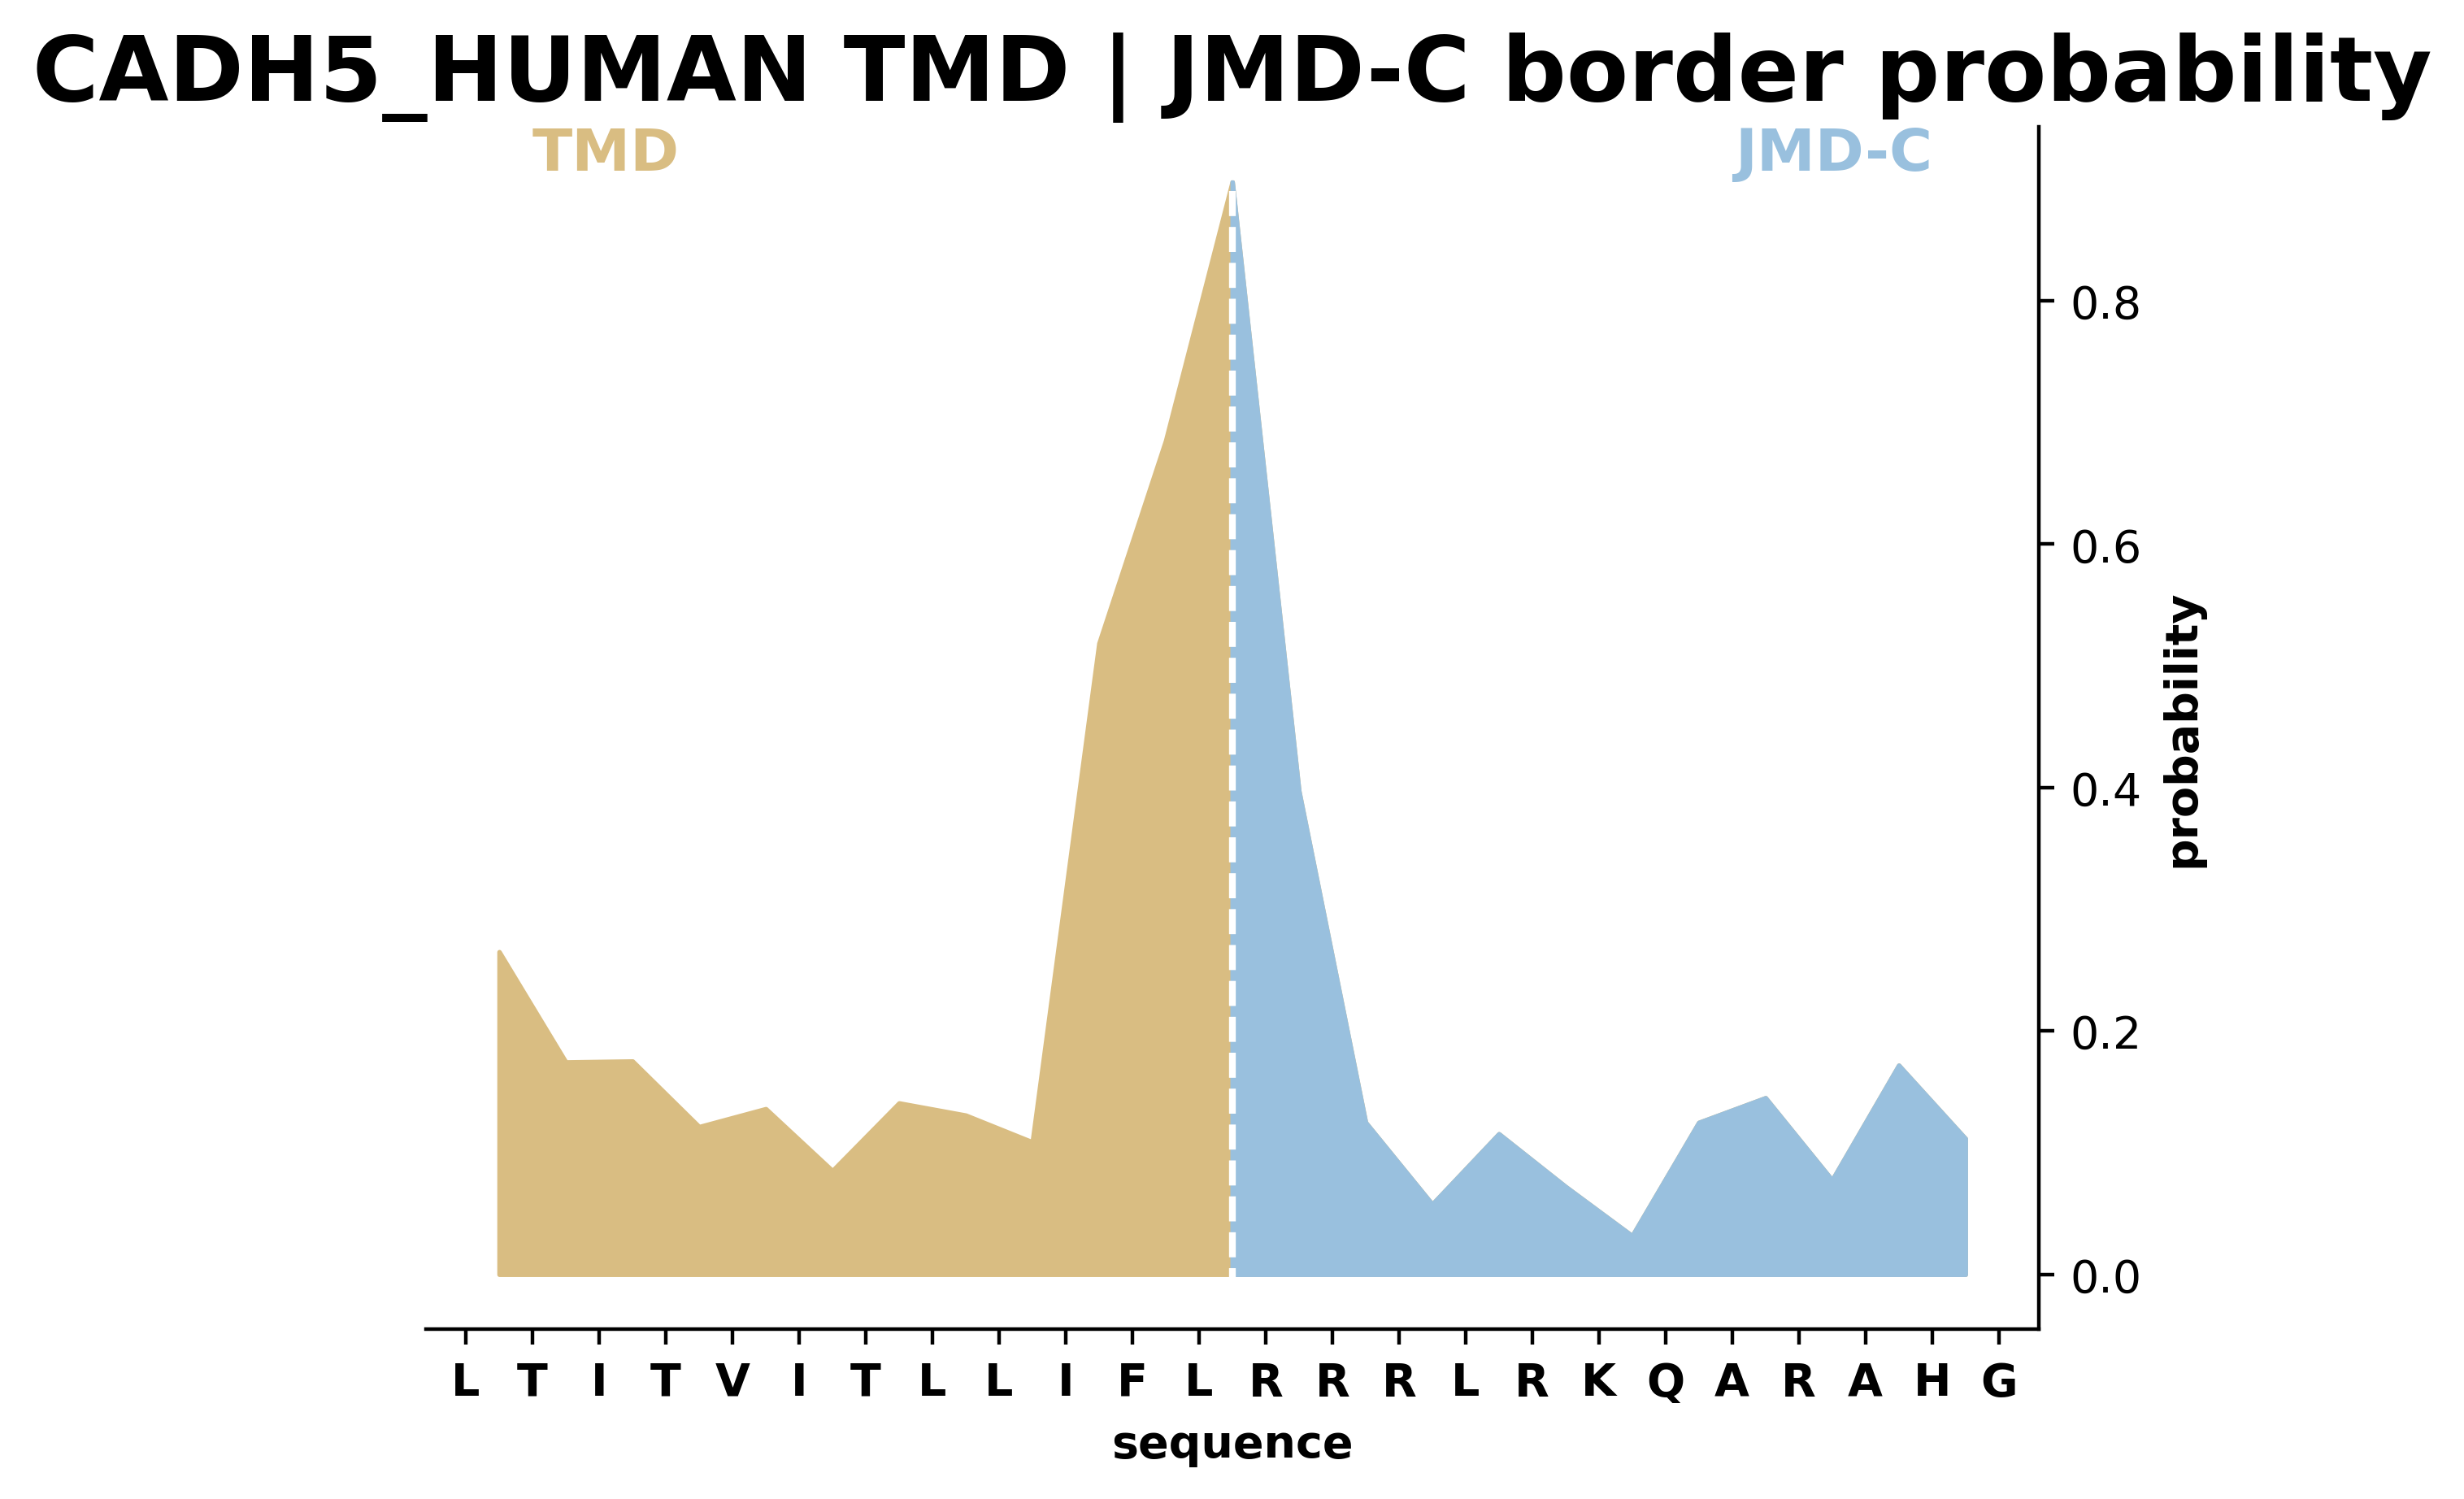 CADH5_HUMAN TMD | JMD-C border probability
TMD JMD-C
0.8
0.6
0.4
0.2
0.0
probability
L T I T V I T L L I F L R R R L R K Q A R A H G
sequence